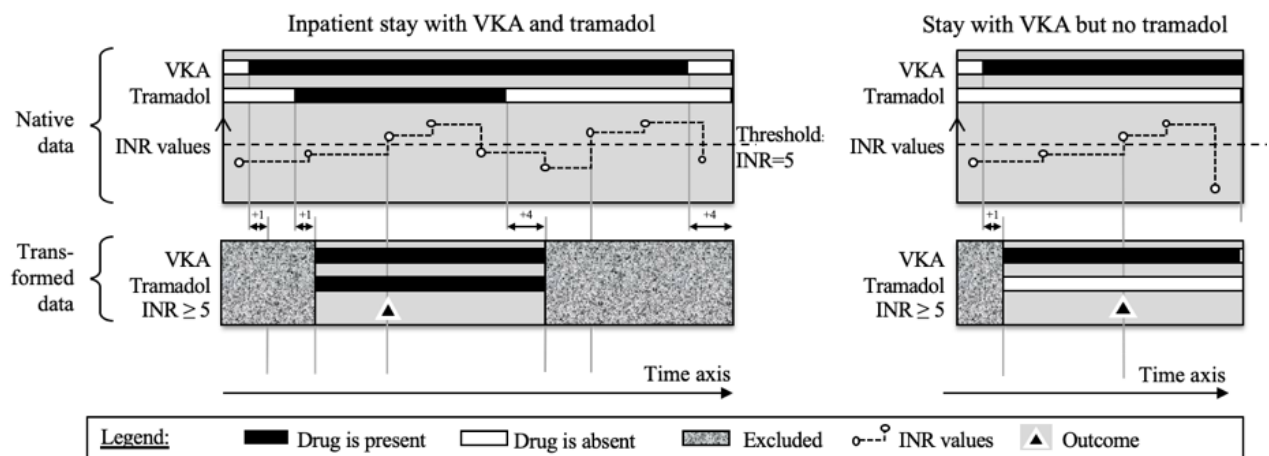 Inpatient stay with VKA and tramadol
Stay with VKA but no tramadol
Native
data
VKA
Tramadol
INR values
Threshold:
INR=5
VKA
Tramadol
INR values
+1
+1
+4
+4
+1
Trans-
formed
data
VKA
Tramadol
INR ≥ 5
VKA
Tramadol
INR ≥ 5
Time axis
Time axis
Legend:
Drug is present
Drug is absent
Excluded
INR values
Outcome